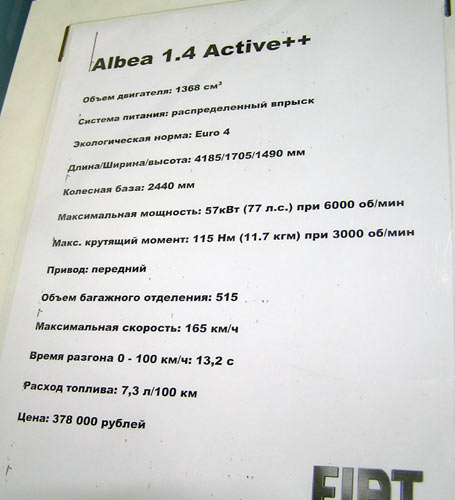 Albea 1.4 Active++
Объем двигателя: 1368 см³
Система питания: распределенный впрыск
Экологическая норма: Euro 4
Длина/Ширина/высота: 4185/1705/1490 мм
Колесная база: 2440 мм
Максимальная мощность: 57кВт (77 л.с.) при 6000 об/мин
Макс. крутящий момент: 115 Нм (11.7 кгм) при 3000 об/мин
Привод: передний
Объем багажного отделения: 515
Максимальная скорость: 165 км/ч
Время разгона 0 - 100 км/ч: 13,2 с
Расход топлива: 7,3 л/100 км
Цена: 378 000 рублей
FIAT